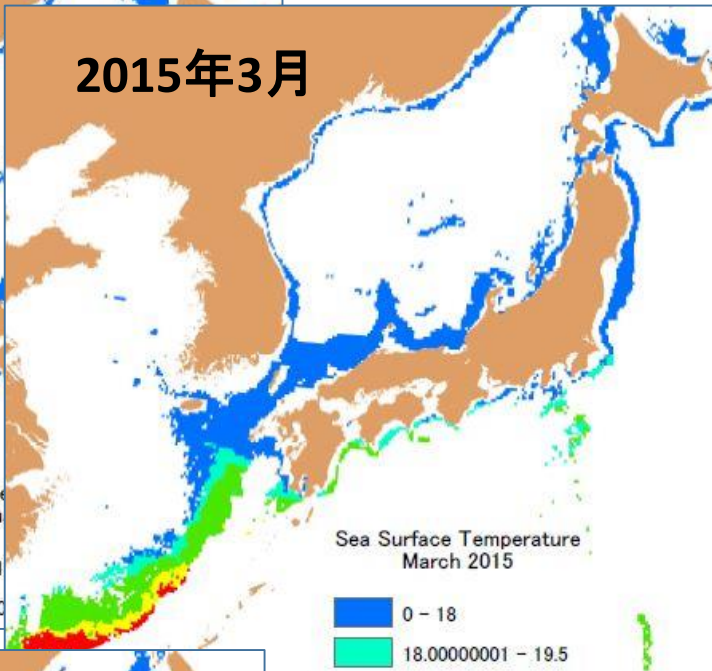 2015年3月
Sea Surface Temperature
March 2015
0 - 18
18.00000001 - 19.5